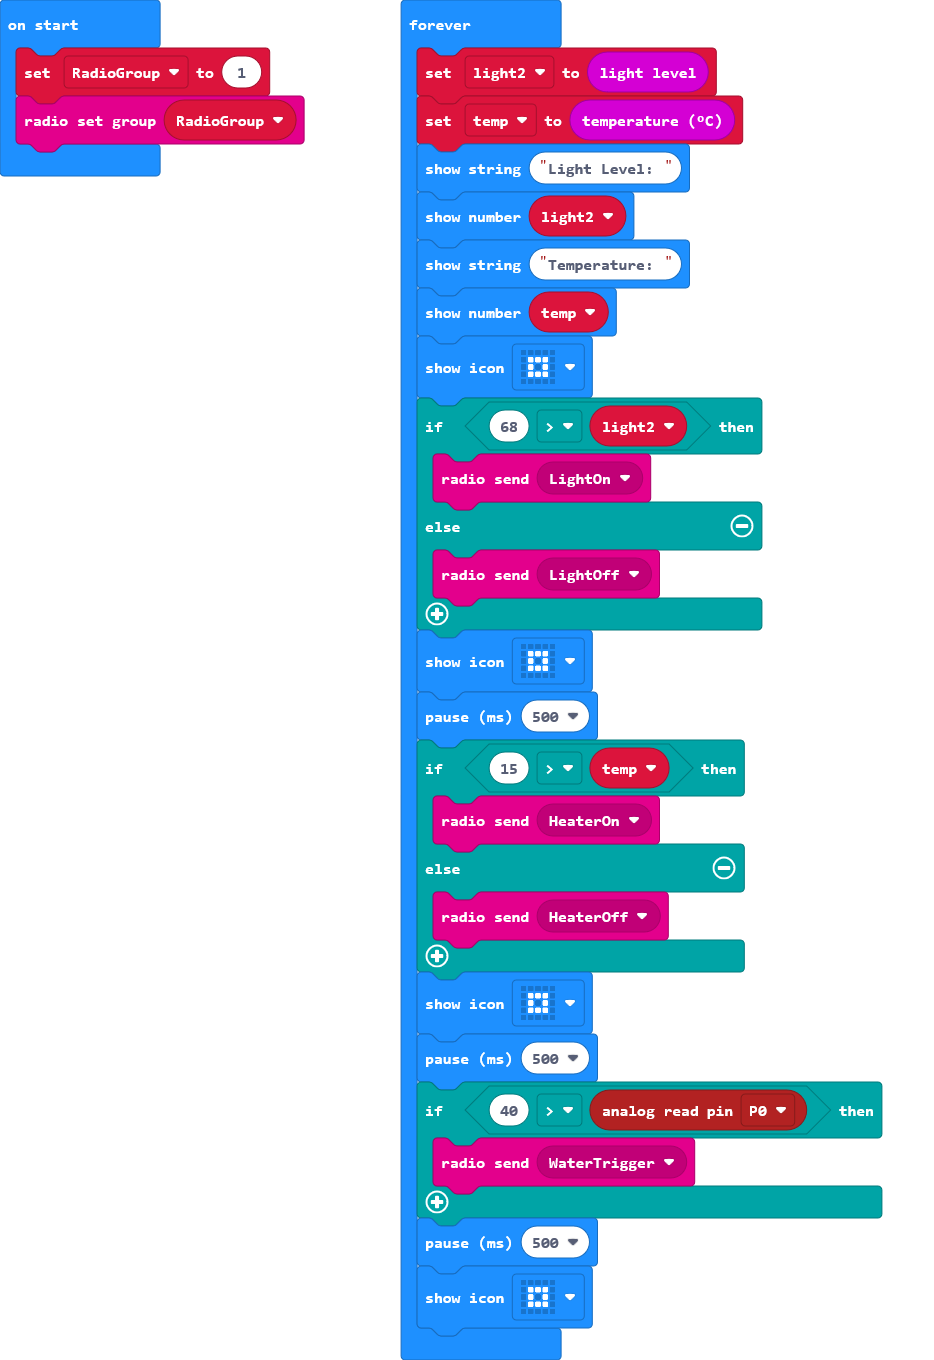 on start
set RadioGroup to 1
radio set group RadioGroup
forever
set light2 to light level
set temp to temperature (ºC)
show string "Light Level: "
show number light2
show string "Temperature: "
show number temp
show icon
if 68 > light2 then
radio send LightOn
else
radio send LightOff
show icon
pause (ms) 500
if 15 > temp then
radio send HeaterOn
else
radio send HeaterOff
show icon
pause (ms) 500
if 40 > analog read pin P0 then
radio send WaterTrigger
pause (ms) 500
show icon